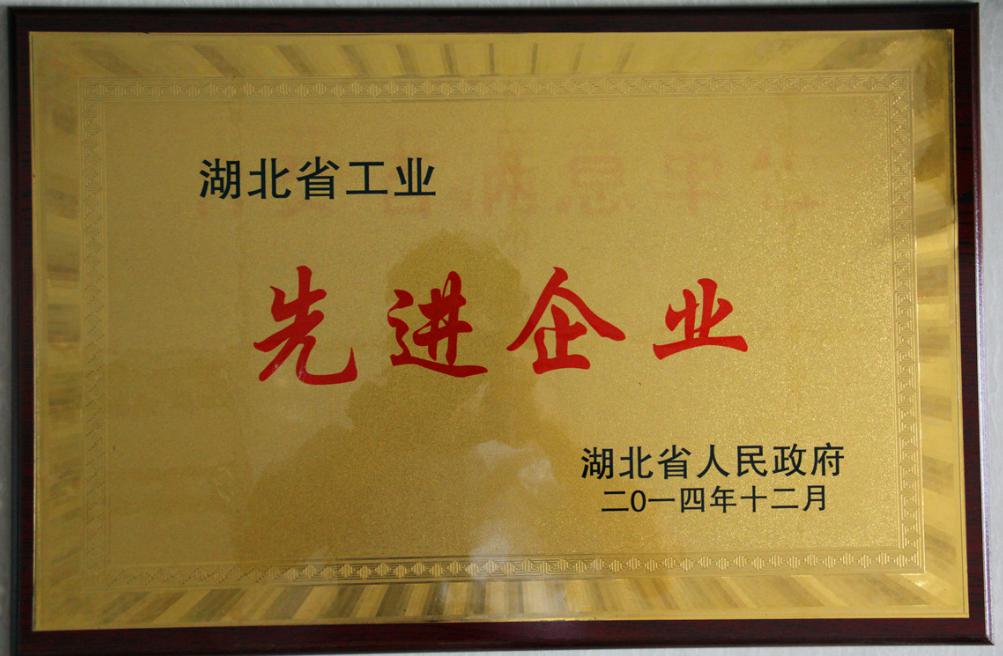 湖北省工业
先进企业
湖北省人民政府
二0一四年十二月